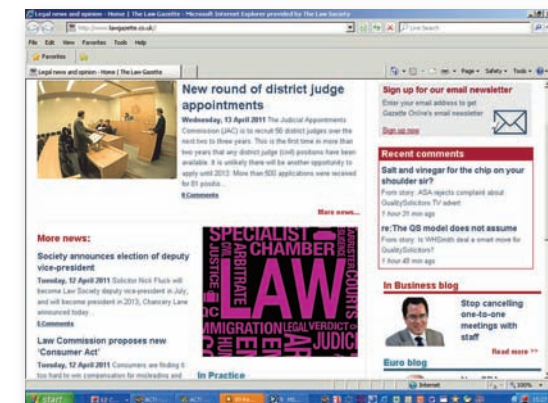 Legal news and opinion - Home | The Law Gazette - Microsoft Internet Explorer provided by The Law Society
http://www.lawgazette.co.uk/
Live Search
File Edit View Favorites Tools Help
Favorites
Legal news and opinion - Home | The Law Gazette
Page Safety Tools
New round of district judge
appointments
Wednesday, 13 April 2011 The Judicial Appointments
Commission (JAC) is to recruit 56 district judges over the
next two to three years. This is the first time in more than
two years that any district judge (civil) positions have been
available. It is unlikely there will be another opportunity to
apply until 2013. More than 500 applications were received
for 61 positio...
0 Comments
More news...
More news:
Society announces election of deputy
vice-president
Tuesday, 12 April 2011 Solicitor Nick Fluck will
become Law Society deputy vice-president in July,
and will become president in 2013, Chancery Lane
announced today...
5 Comments
Law Commission proposes new
'Consumer Act'
Tuesday, 12 April 2011 Consumers are finding it
too hard to win compensation for misleading and
SPECIALIST
CHAMBER
JUSTICE
ARBITRATE
LAW
COURTS
IMMIGRATION LEGAL VERDICT
JUDICI
In Practice
Sign up for our email newsletter
Enter your email address to get
Gazette Online's email newsletter
Sign up now
Recent comments
Salt and vinegar for the chip on your
shoulder sir?
From story: ASA rejects complaint about
QualitySolicitors TV advert
1 hour 21 min ago
re:The QS model does not assume
From story: Is WHSmith deal a smart move for
QualitySolicitors?
1 hour 49 min ago
In Business blog
Stop cancelling
one-to-one
meetings with
staff
Read more >>
Euro blog
Internet
100%
start